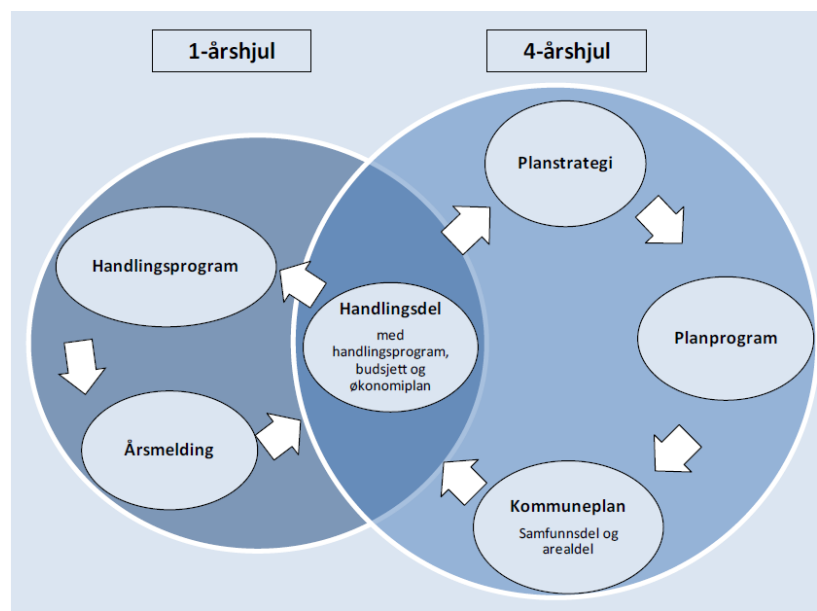 1-årshjul
4-årshjul
Planstrategi
Handlingsprogram
Handlingsdel
med
handlingsprogram,
budsjett og
økonomiplan
Planprogram
Årsmelding
Kommuneplan
Samfunnsdel og
arealdel